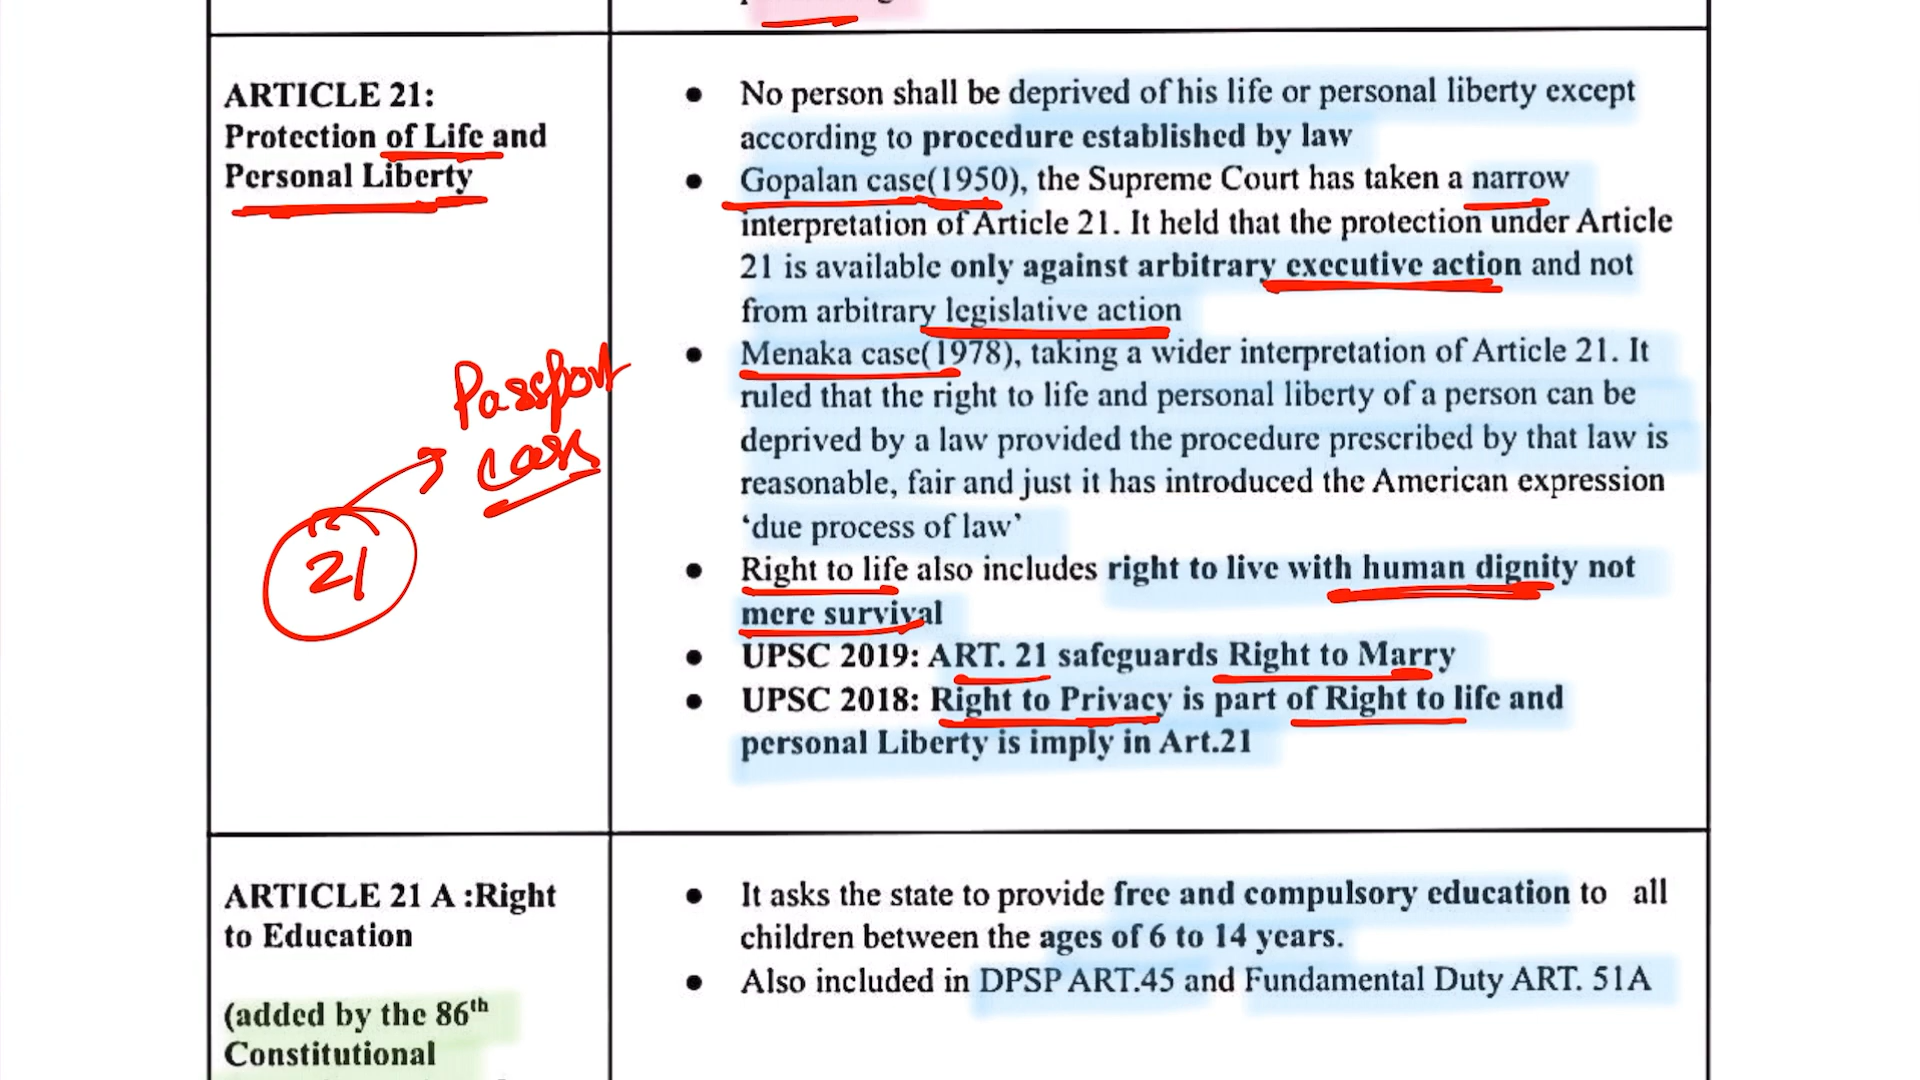 ARTICLE 21:
Protection of Life and
Personal Liberty
Passport
case
21
● No person shall be deprived of his life or personal liberty except
according to procedure established by law
● Gopalan case(1950), the Supreme Court has taken a narrow
interpretation of Article 21. It held that the protection under Article
21 is available only against arbitrary executive action and not
from arbitrary legislative action
● Menaka case(1978), taking a wider interpretation of Article 21. It
ruled that the right to life and personal liberty of a person can be
deprived by a law provided the procedure prescribed by that law is
reasonable, fair and just it has introduced the American expression
‘due process of law’
● Right to life also includes right to live with human dignity not
mere survival
● UPSC 2019: ART. 21 safeguards Right to Marry
● UPSC 2018: Right to Privacy is part of Right to life and
personal Liberty is imply in Art.21
ARTICLE 21 A :Right
to Education
(added by the 86th
Constitutional
● It asks the state to provide free and compulsory education to all
children between the ages of 6 to 14 years.
● Also included in DPSP ART.45 and Fundamental Duty ART. 51A